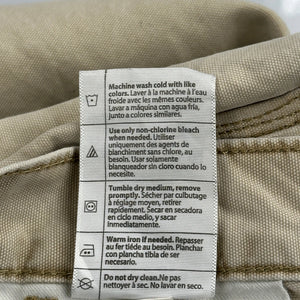 Machine wash cold with like
colors. Laver à la machine à l'eau
froide avec les mêmes couleurs.
Lavar a máquina con agua fría,
junto a colores similares.
Use only non-chlorine bleach
when needed. Utiliser
uniquement des agents de
blanchiment sans chlore, au
besoin. Usar solamente
blanqueador sin cloro cuando lo
necesite.
Tumble dry medium, remove
promptly. Sécher par culbutage
à réglage moyen, retirer
rapidement. Secar en secadora
en ciclo medio, y sacar
inmediatamente.
Warm iron if needed. Repasser
au fer tiède au besoin. Planchar
con plancha tibia de ser
necesario.
Do not dry clean. Ne pas
nettoyer à sec. No lavar en
seco.